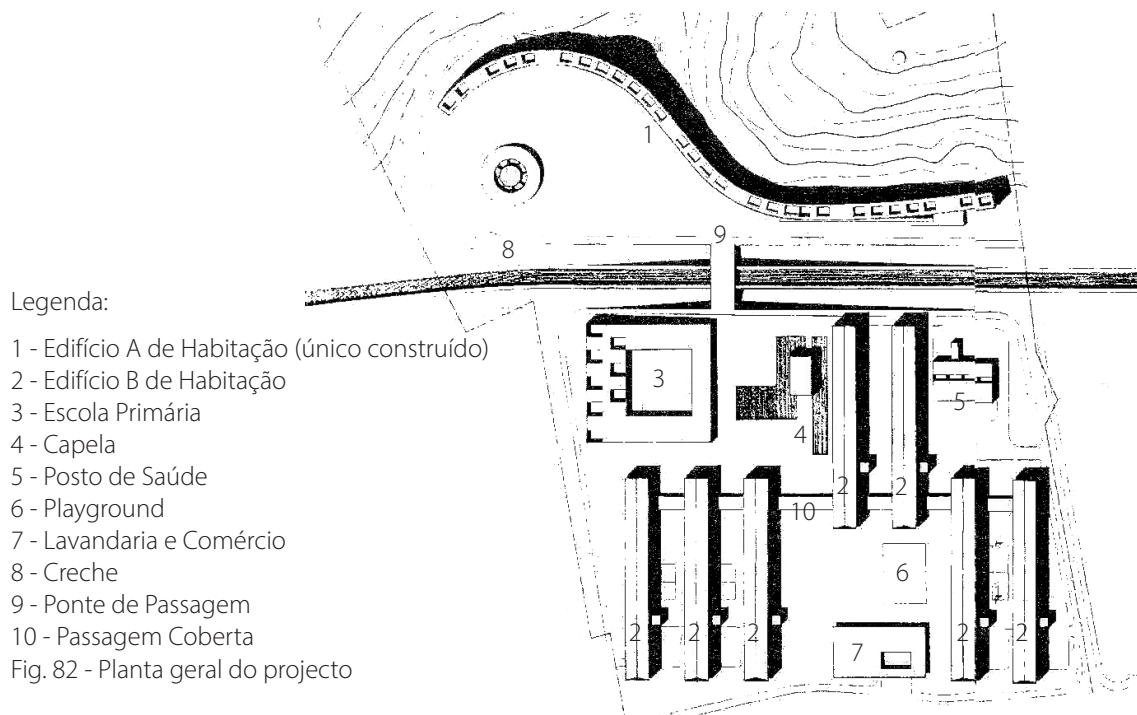 1
8
9
Legenda:
1 - Edifício A de Habitação (único construído)
2 - Edifício B de Habitação
3 - Escola Primária
4 - Capela
5 - Posto de Saúde
6 - Playground
7 - Lavandaria e Comércio
8 - Creche
9 - Ponte de Passagem
10 - Passagem Coberta
Fig. 82 - Planta geral do projecto
3
4
5
2 2
10
6
2 2 2 2 2
7